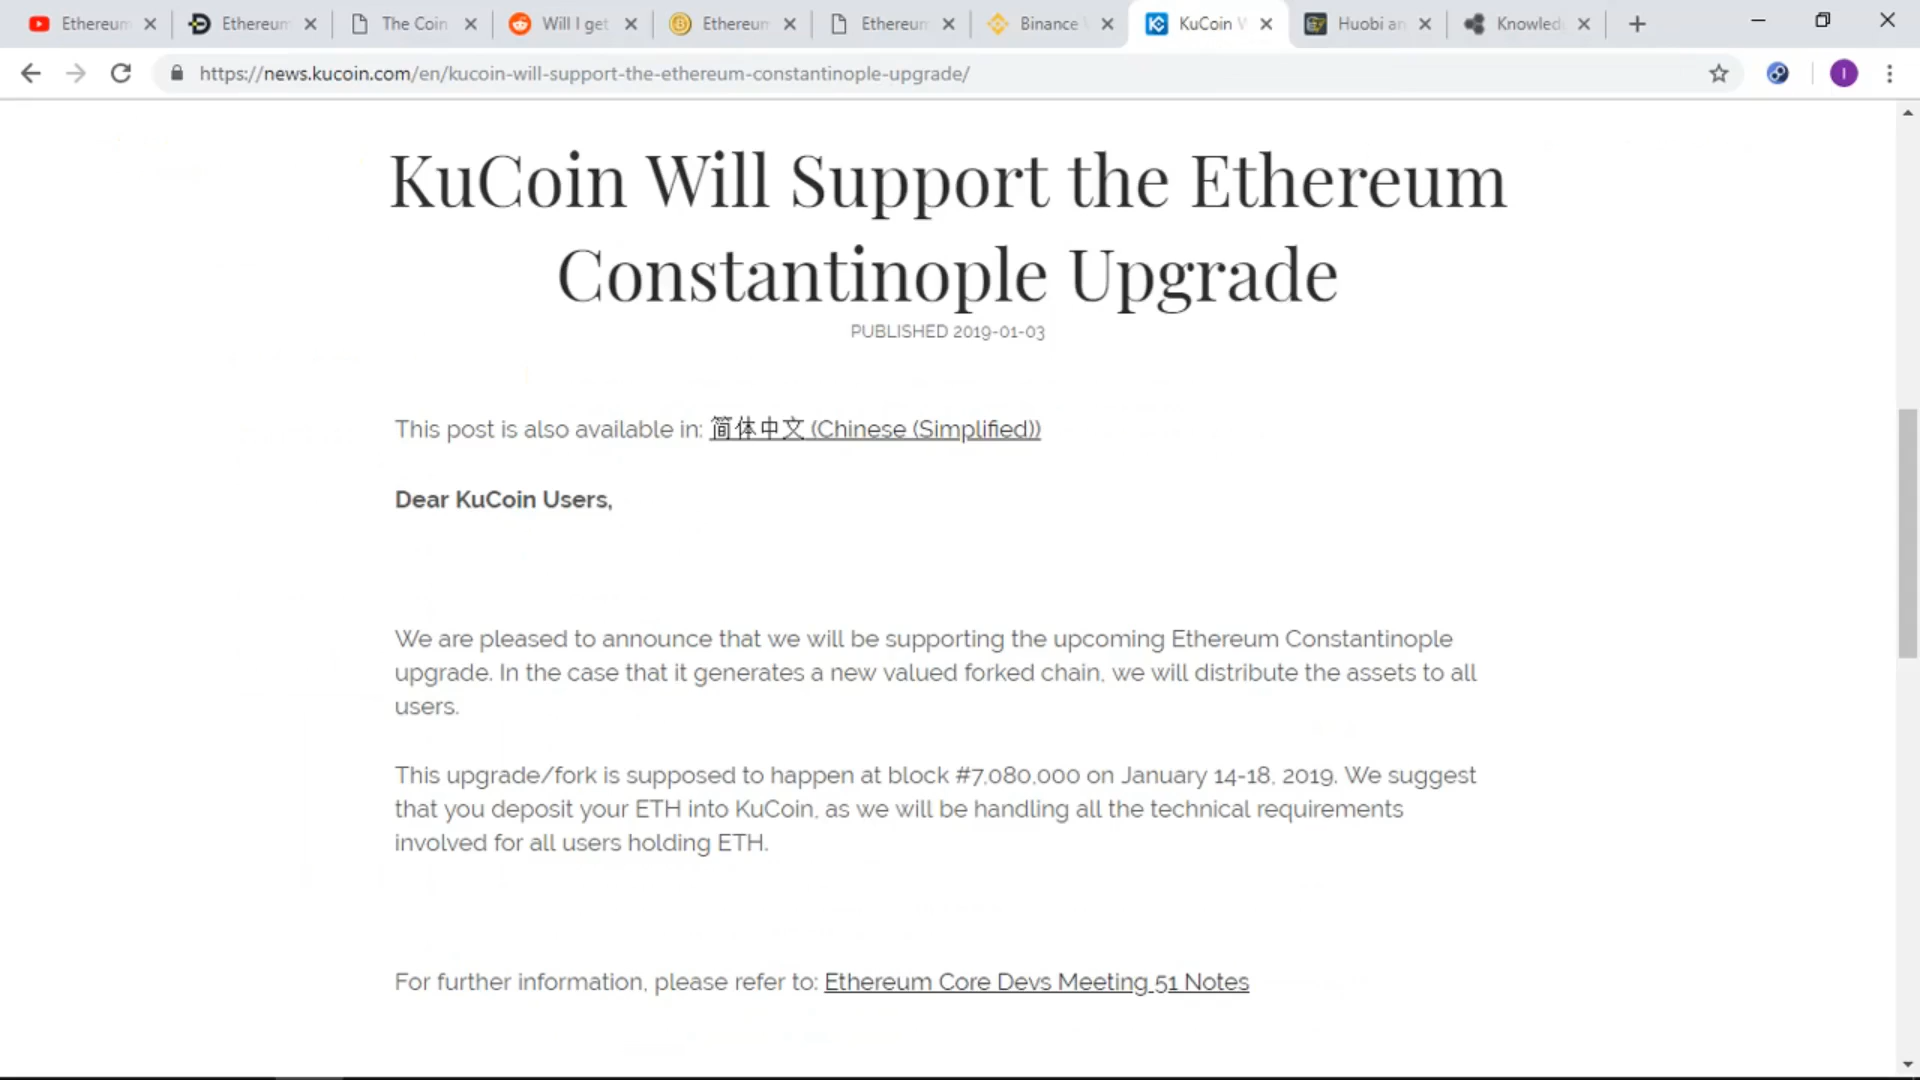 Ethereum
Ethereum
The Coin
Will I get
Ethereum
Ethereum
Binance
KuCoin W
Huobi an
Knowled
https://news.kucoin.com/en/kucoin-will-support-the-ethereum-constantinople-upgrade/
I
KuCoin Will Support the Ethereum
Constantinople Upgrade
PUBLISHED 2019-01-03
This post is also available in: 简体中文 (Chinese (Simplified))
Dear KuCoin Users,
We are pleased to announce that we will be supporting the upcoming Ethereum Constantinople
upgrade. In the case that it generates a new valued forked chain, we will distribute the assets to all
users.
This upgrade/fork is supposed to happen at block #7,080,000 on January 14-18, 2019. We suggest
that you deposit your ETH into KuCoin, as we will be handling all the technical requirements
involved for all users holding ETH.
For further information, please refer to: Ethereum Core Devs Meeting 51 Notes